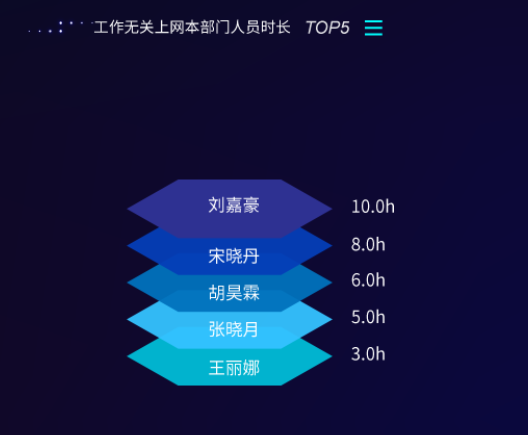 工作无关上网本部门人员时长 TOP5
刘嘉豪 10.0h
宋晓丹 8.0h
胡昊霖 6.0h
张晓月 5.0h
王丽娜 3.0h